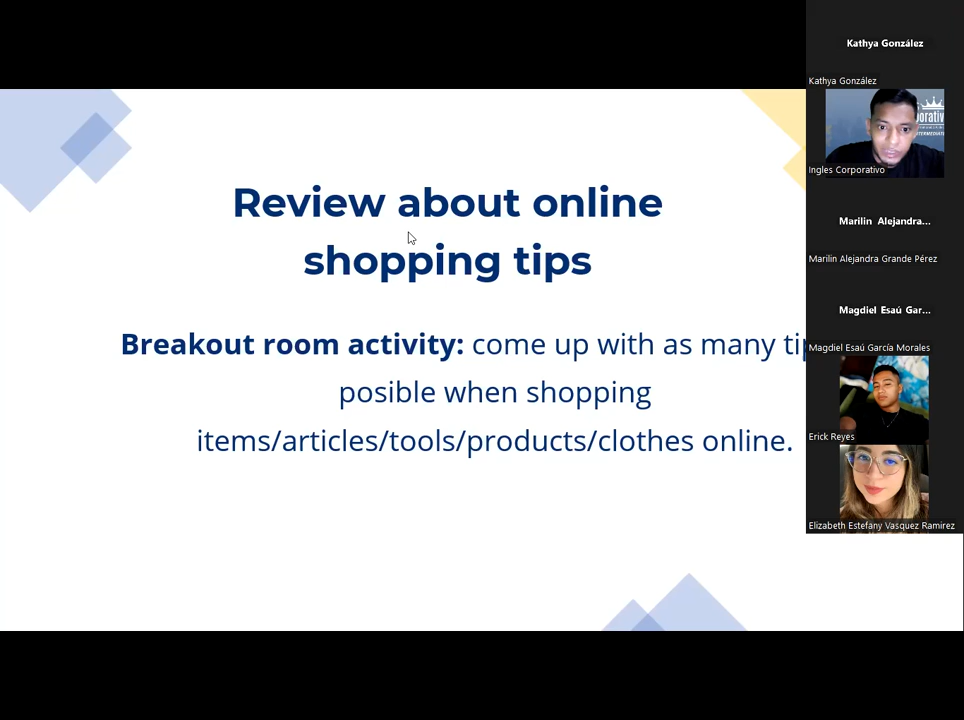 Review about online
shopping tips
Breakout room activity: come up with as many
posible when shopping
items/articles/tools/products/clothes online.
Kathya González
Kathya González
Ingles Corporativo
Marilin Alejandra...
Marilin Alejandra Grande Pérez
Magdiel Esaú Gar...
Magdiel Esaú García Morales
Erick Reyes
Elizabeth Estefany Vasquez Ramirez